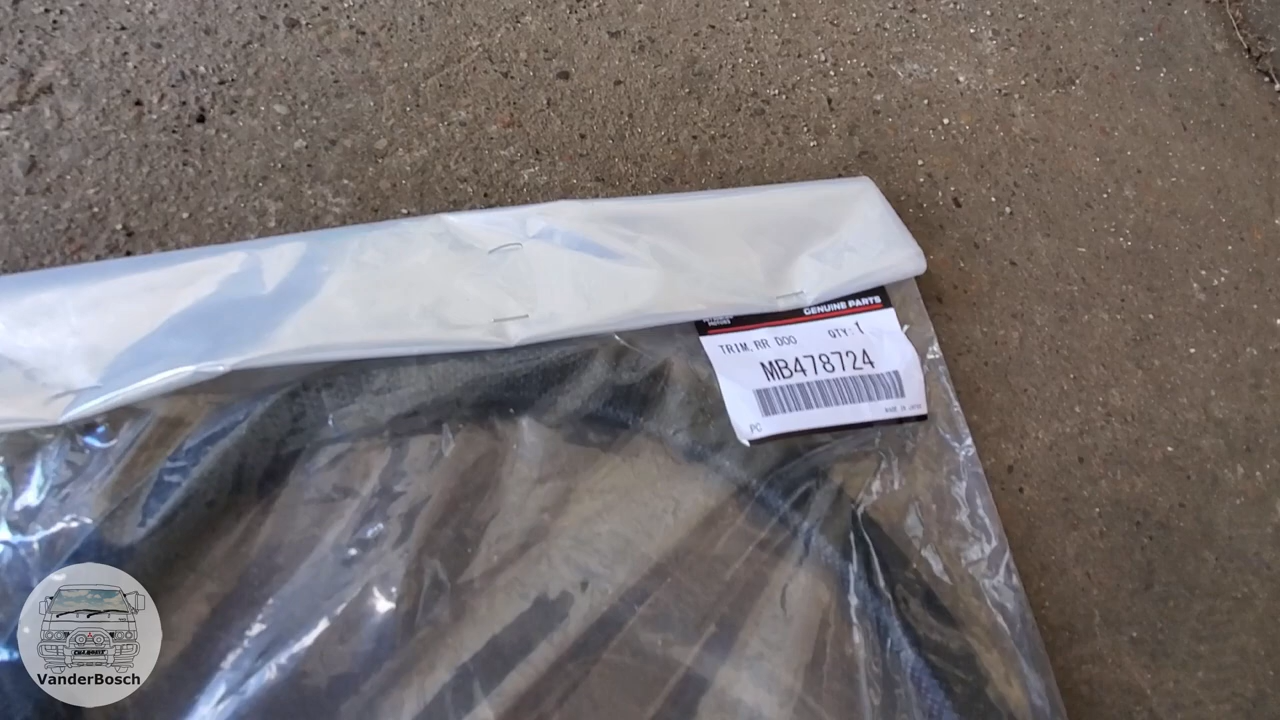 GENUINE PARTS
TRIM,RR DOO QTY:1
MB478724
PC
VanderBosch